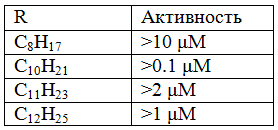 R Активность
C₈H₁₇ >10 μM
C₁₀H₂₁ >0.1 μM
C₁₁H₂₃ >2 μM
C₁₂H₂₅ >1 μM